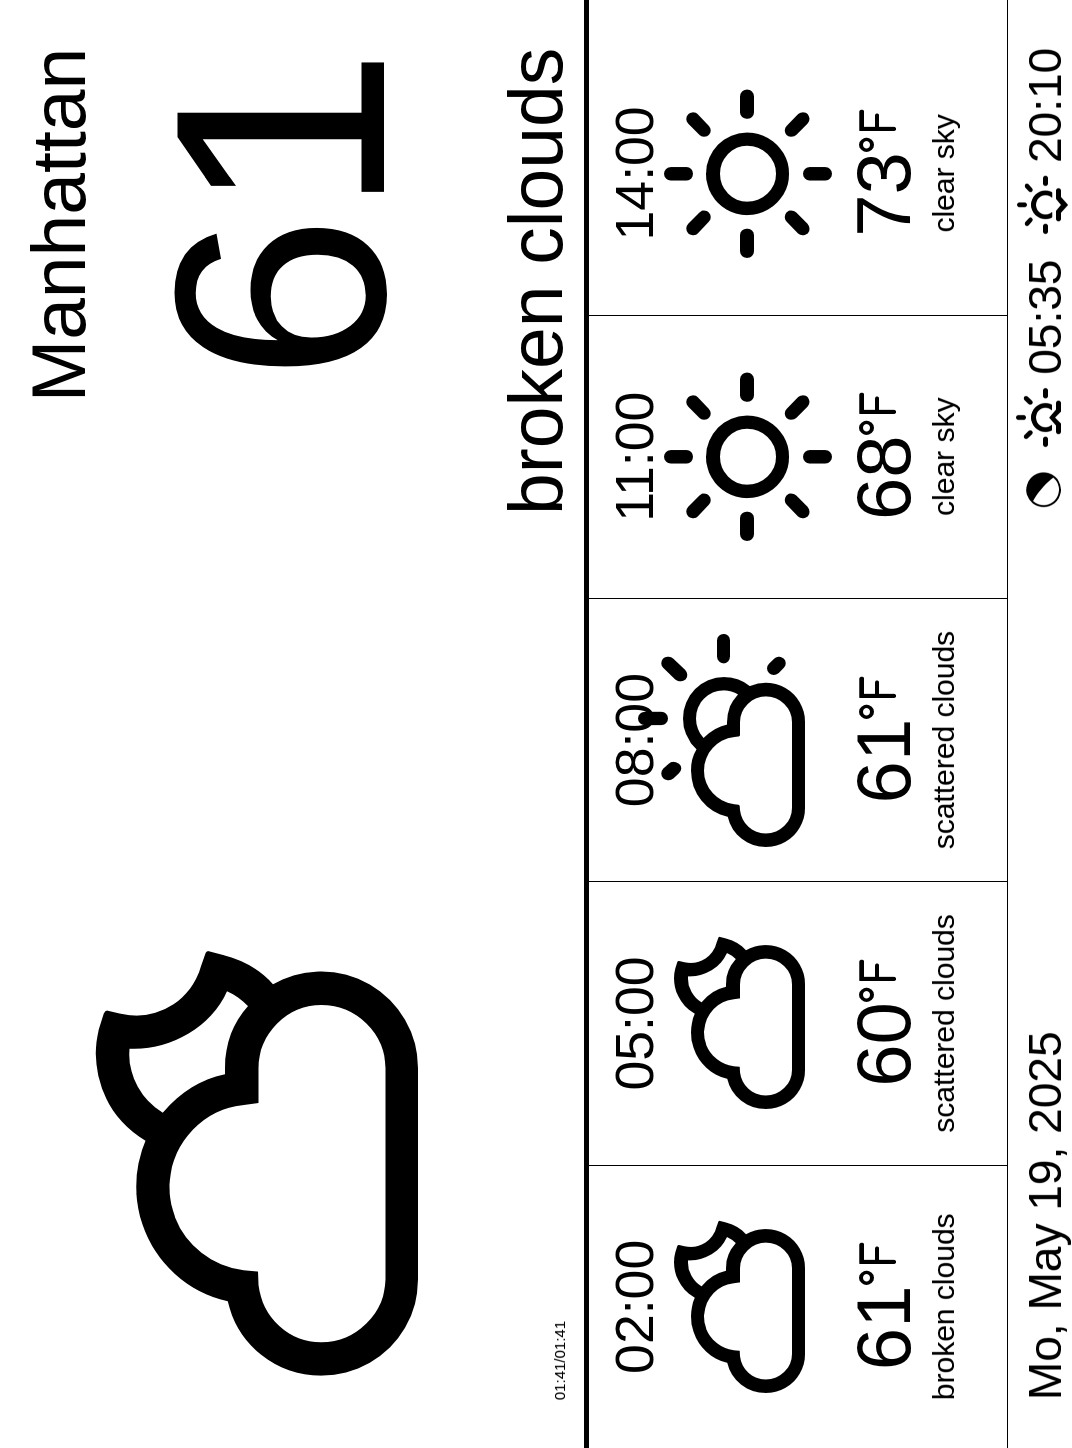 Manhattan
61
broken clouds
01:41/01:41
02:00 05:00 08:00 11:00 14:00
61°F 60°F 61°F 68°F 73°F
broken clouds scattered clouds scattered clouds clear sky clear sky
Mo, May 19, 2025 05:35 20:10